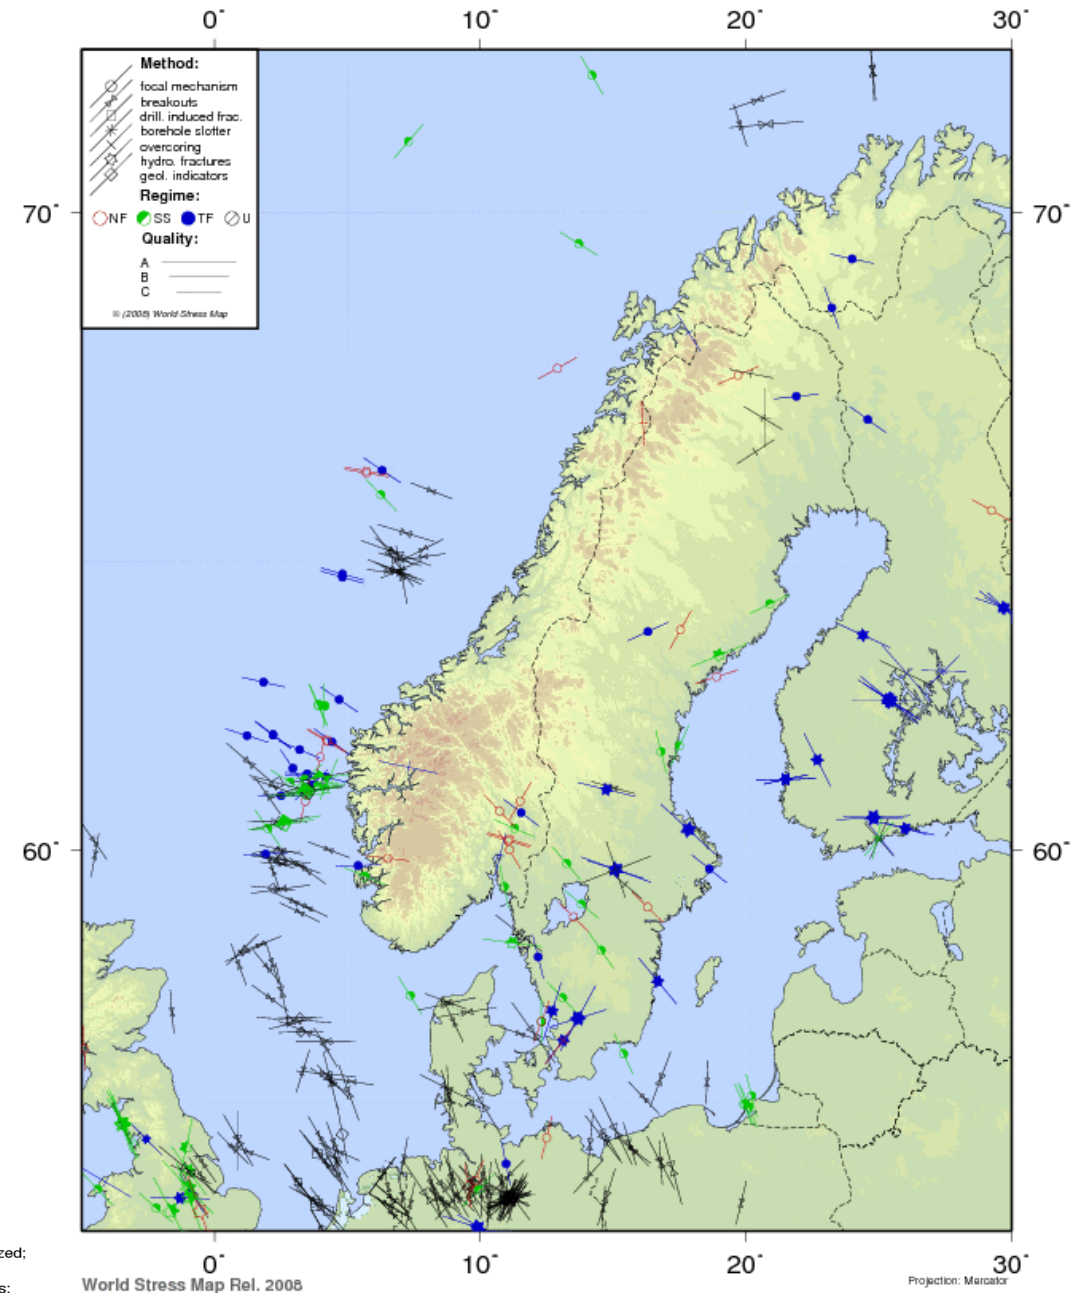 0° 10° 20° 30°
Method:
focal mechanism
breakouts
drill. induced frac.
borehole slotter
overcoring
hydro. fractures
geol. indicators
Regime:
NF SS TF U
Quality:
A
B
C
© (2008) World Stress Map
70° 70°
60° 60°
0° 10° 20° 30°
zed;
s:
World Stress Map Rel. 2008
Projection: Mercator